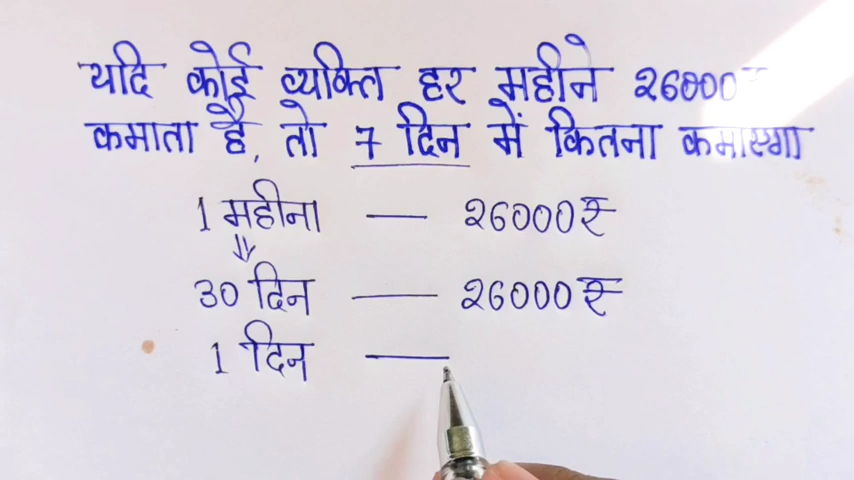 यदि कोई व्यक्ति हर महीने 26000₹
कमाता है, तो 7 दिन में कितना कमाएगा
1 महीना — 26000₹
⇓
30 दिन — 26000₹
1 दिन —